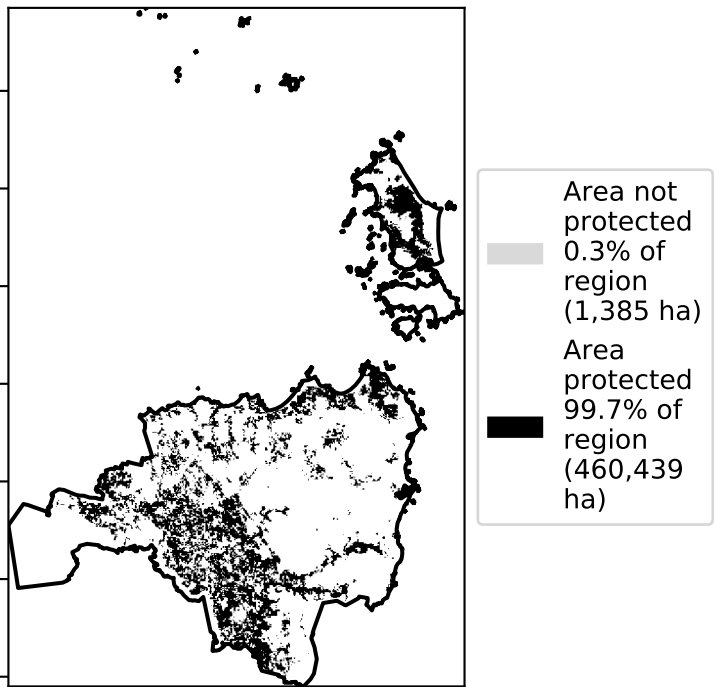 Area not
protected
0.3% of
region
(1,385 ha)
Area
protected
99.7% of
region
(460,439
ha)